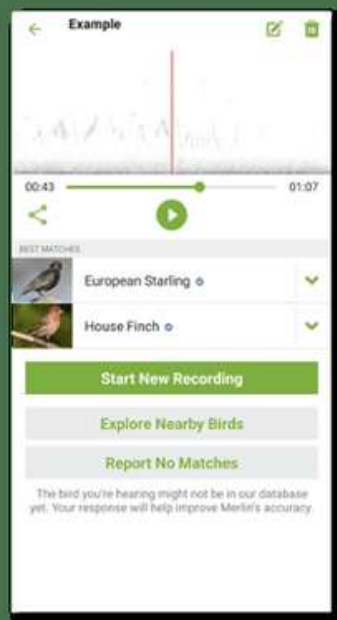 Example
00:43 01:07
BEST MATCHES
European Starling
House Finch
Start New Recording
Explore Nearby Birds
Report No Matches
The bird you're hearing might not be in our database
yet. Your response will help improve Merlin's accuracy.